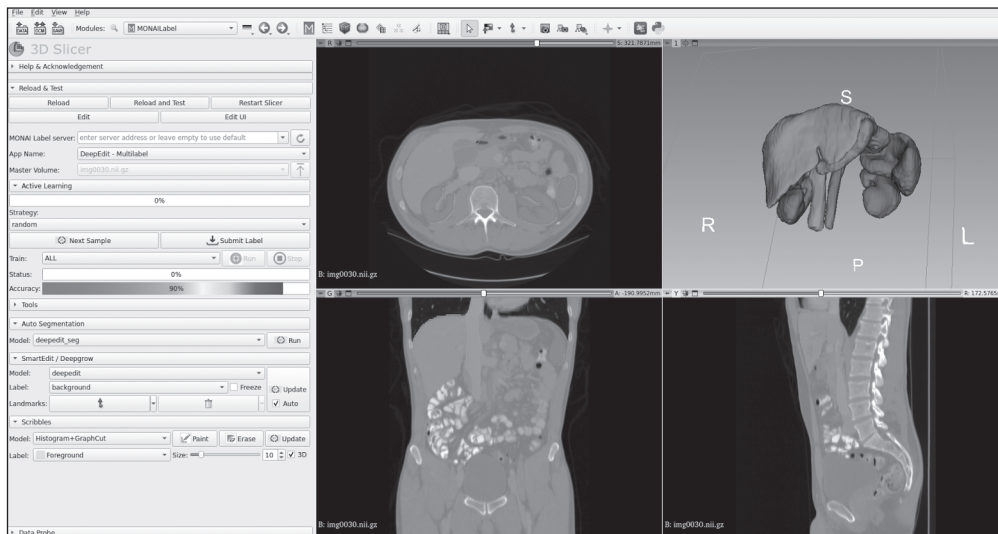 File Edit View Help
DATA DCM SAVE Modules: MONAILabel
3D Slicer
Help & Acknowledgement
Reload & Test
Reload Reload and Test Restart Slicer
Edit Edit UI
MONAI Label server: enter server address or leave empty to use default
App Name: DeepEdit - Multilabel
Master Volume: img0030.nii.gz
Active Learning
0%
Strategy:
random
Next Sample Submit Label
Train: ALL Run Stop
Status: 0%
Accuracy: 90%
Tools
Auto Segmentation
Model: deepedit_seg Run
SmartEdit / Deepgrow
Model: deepedit
Label: background Freeze Update
Landmarks: Auto
Scribbles
Model: Histogram+GraphCut Paint Erase Update
Label: Foreground Size: 10 3D
Data Probe
R S: 321.7871mm
B: img0030.nii.gz
1
S
R
L
P
G A: -190.9952mm
B: img0030.nii.gz
Y R: 172.5765
B: img0030.nii.gz